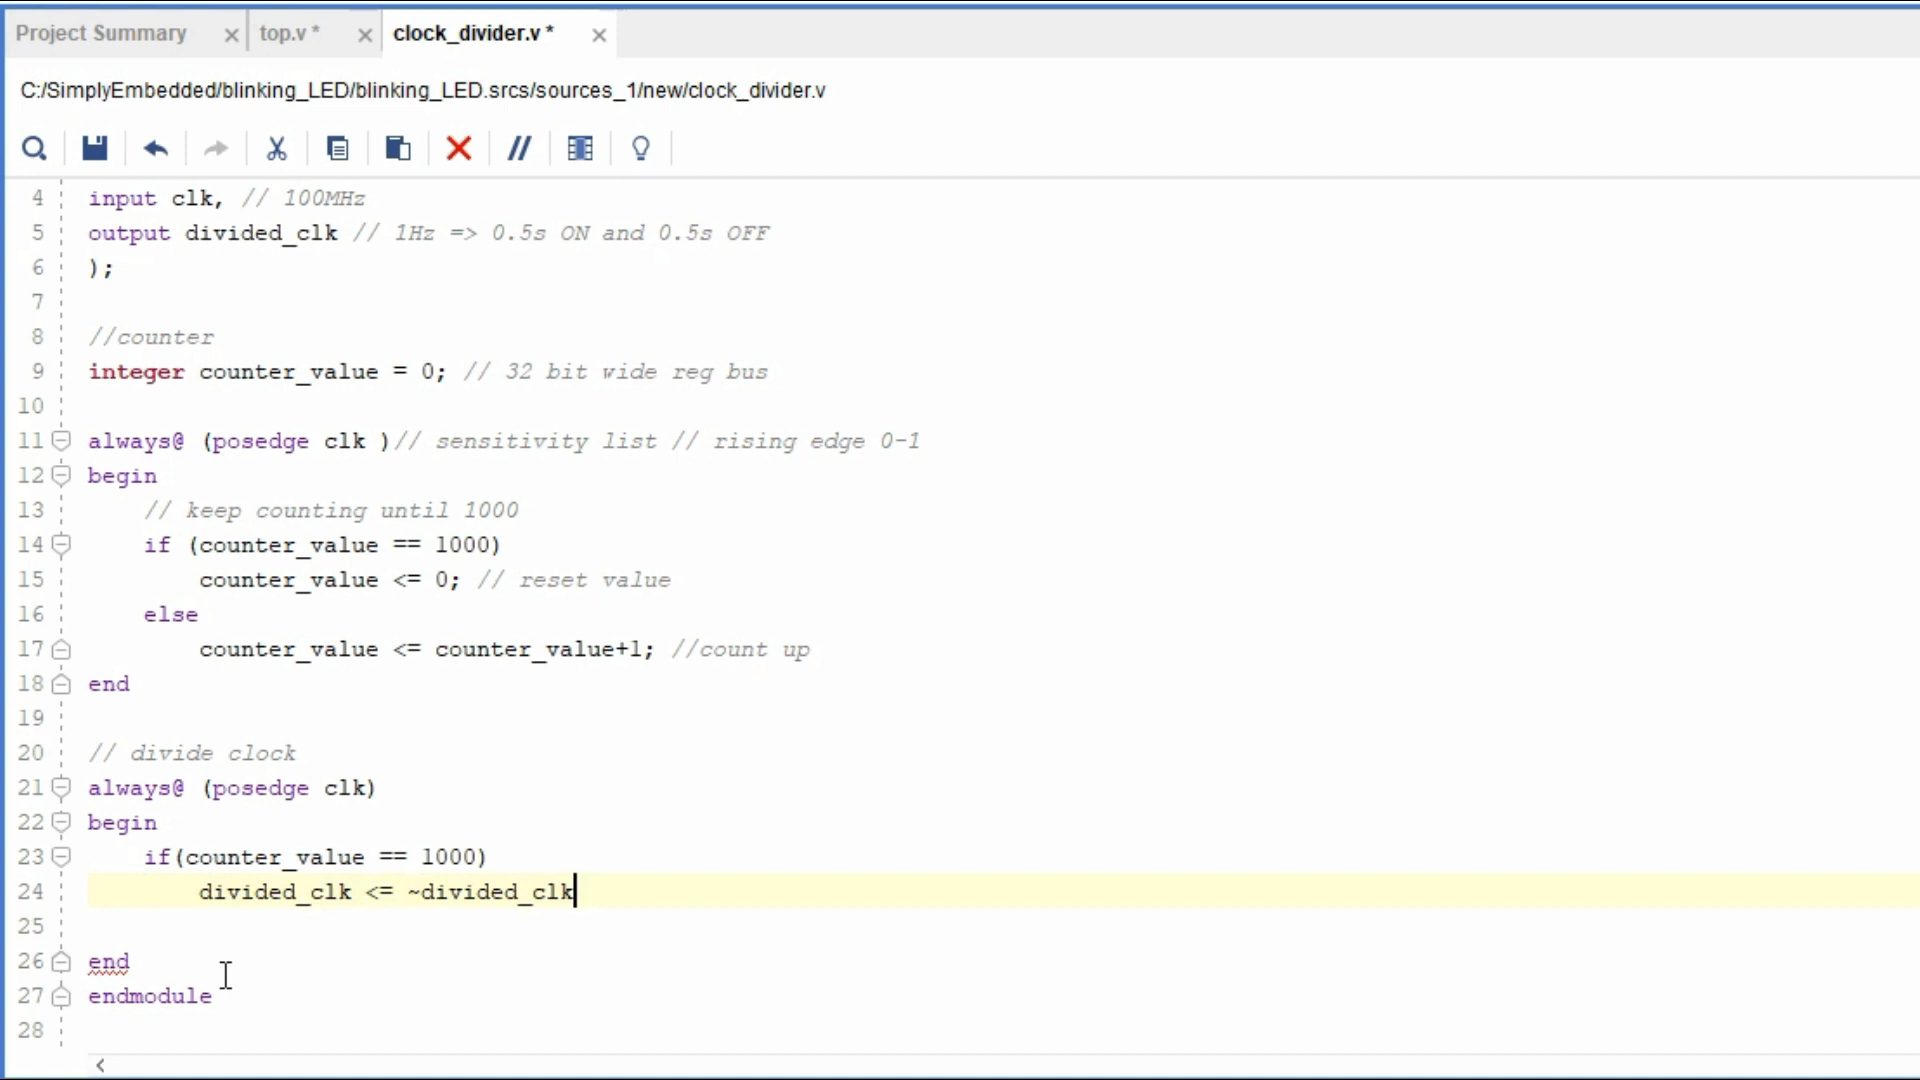 Project Summary × top.v * × clock_divider.v * ×
C:/SimplyEmbedded/blinking_LED/blinking_LED.srcs/sources_1/new/clock_divider.v
4 input clk, // 100MHz
5 output divided_clk // 1Hz => 0.5s ON and 0.5s OFF
6 );
7
8 //counter
9 integer counter_value = 0; // 32 bit wide reg bus
10
11 always@ (posedge clk )// sensitivity list // rising edge 0-1
12 begin
13 // keep counting until 1000
14 if (counter_value == 1000)
15 counter_value <= 0; // reset value
16 else
17 counter_value <= counter_value+1; //count up
18 end
19
20 // divide clock
21 always@ (posedge clk)
22 begin
23 if(counter_value == 1000)
24 divided_clk <= ~divided_clk
25
26 end
27 endmodule
28